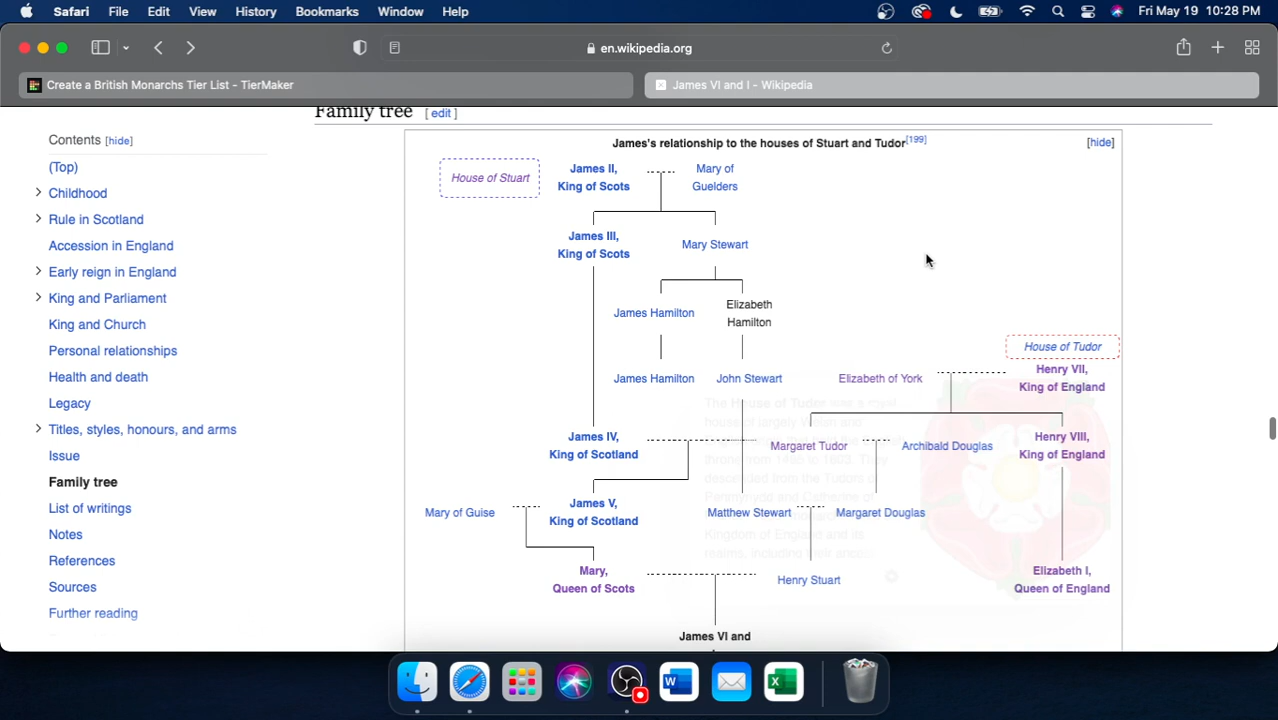 Safari File Edit View History Bookmarks Window Help Fri May 19 10:28 PM
en.wikipedia.org
Create a British Monarchs Tier List - TierMaker
James VI and I - Wikipedia
Contents [hide]
(Top)
Childhood
Rule in Scotland
Accession in England
Early reign in England
King and Parliament
King and Church
Personal relationships
Health and death
Legacy
Titles, styles, honours, and arms
Issue
Family tree
List of writings
Notes
References
Sources
Further reading
Family tree [ edit ]
James's relationship to the houses of Stuart and Tudor[199] [hide]
House of Stuart
James II,
King of Scots
Mary of
Guelders
James III,
King of Scots
Mary Stewart
James Hamilton
Elizabeth
Hamilton
House of Tudor
James Hamilton
John Stewart
Elizabeth of York
Henry VII,
King of England
James IV,
King of Scotland
Margaret Tudor
Archibald Douglas
Henry VIII,
King of England
Mary of Guise
James V,
King of Scotland
Matthew Stewart
Margaret Douglas
Mary,
Queen of Scots
Henry Stuart
Elizabeth I,
Queen of England
James VI and